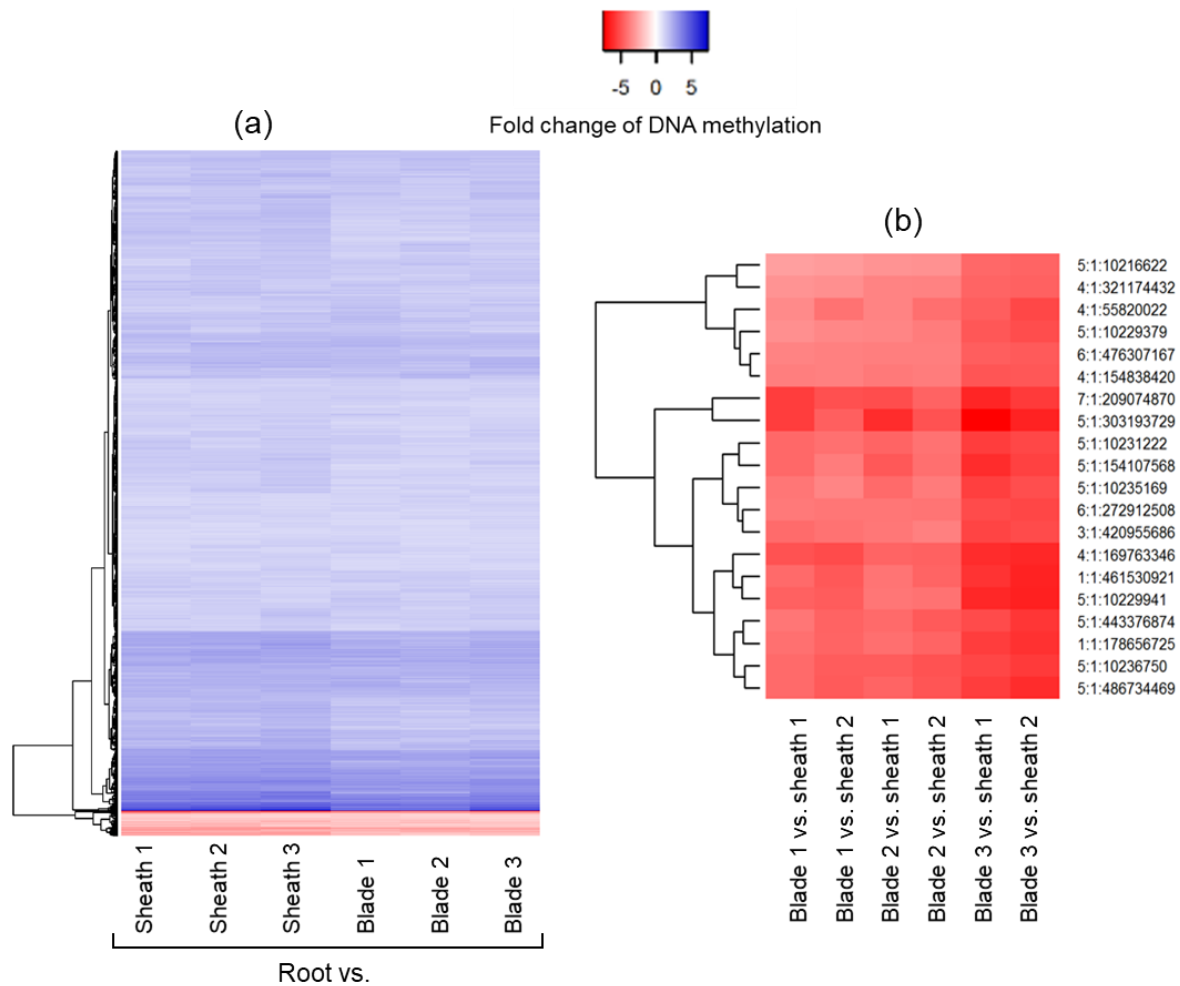 -5 0 5
Fold change of DNA methylation
(a)
(b)
5:1:10216622
4:1:321174432
4:1:55820022
5:1:10229379
6:1:476307167
4:1:154838420
7:1:209074870
5:1:303193729
5:1:10231222
5:1:154107568
5:1:10235169
6:1:272912508
3:1:420955686
4:1:169763346
1:1:461530921
5:1:10229941
5:1:443376874
1:1:178656725
5:1:10236750
5:1:486734469
Sheath 1
Sheath 2
Sheath 3
Blade 1
Blade 2
Blade 3
Root vs.
Blade 1 vs. sheath 1
Blade 1 vs. sheath 2
Blade 2 vs. sheath 1
Blade 2 vs. sheath 2
Blade 3 vs. sheath 1
Blade 3 vs. sheath 2